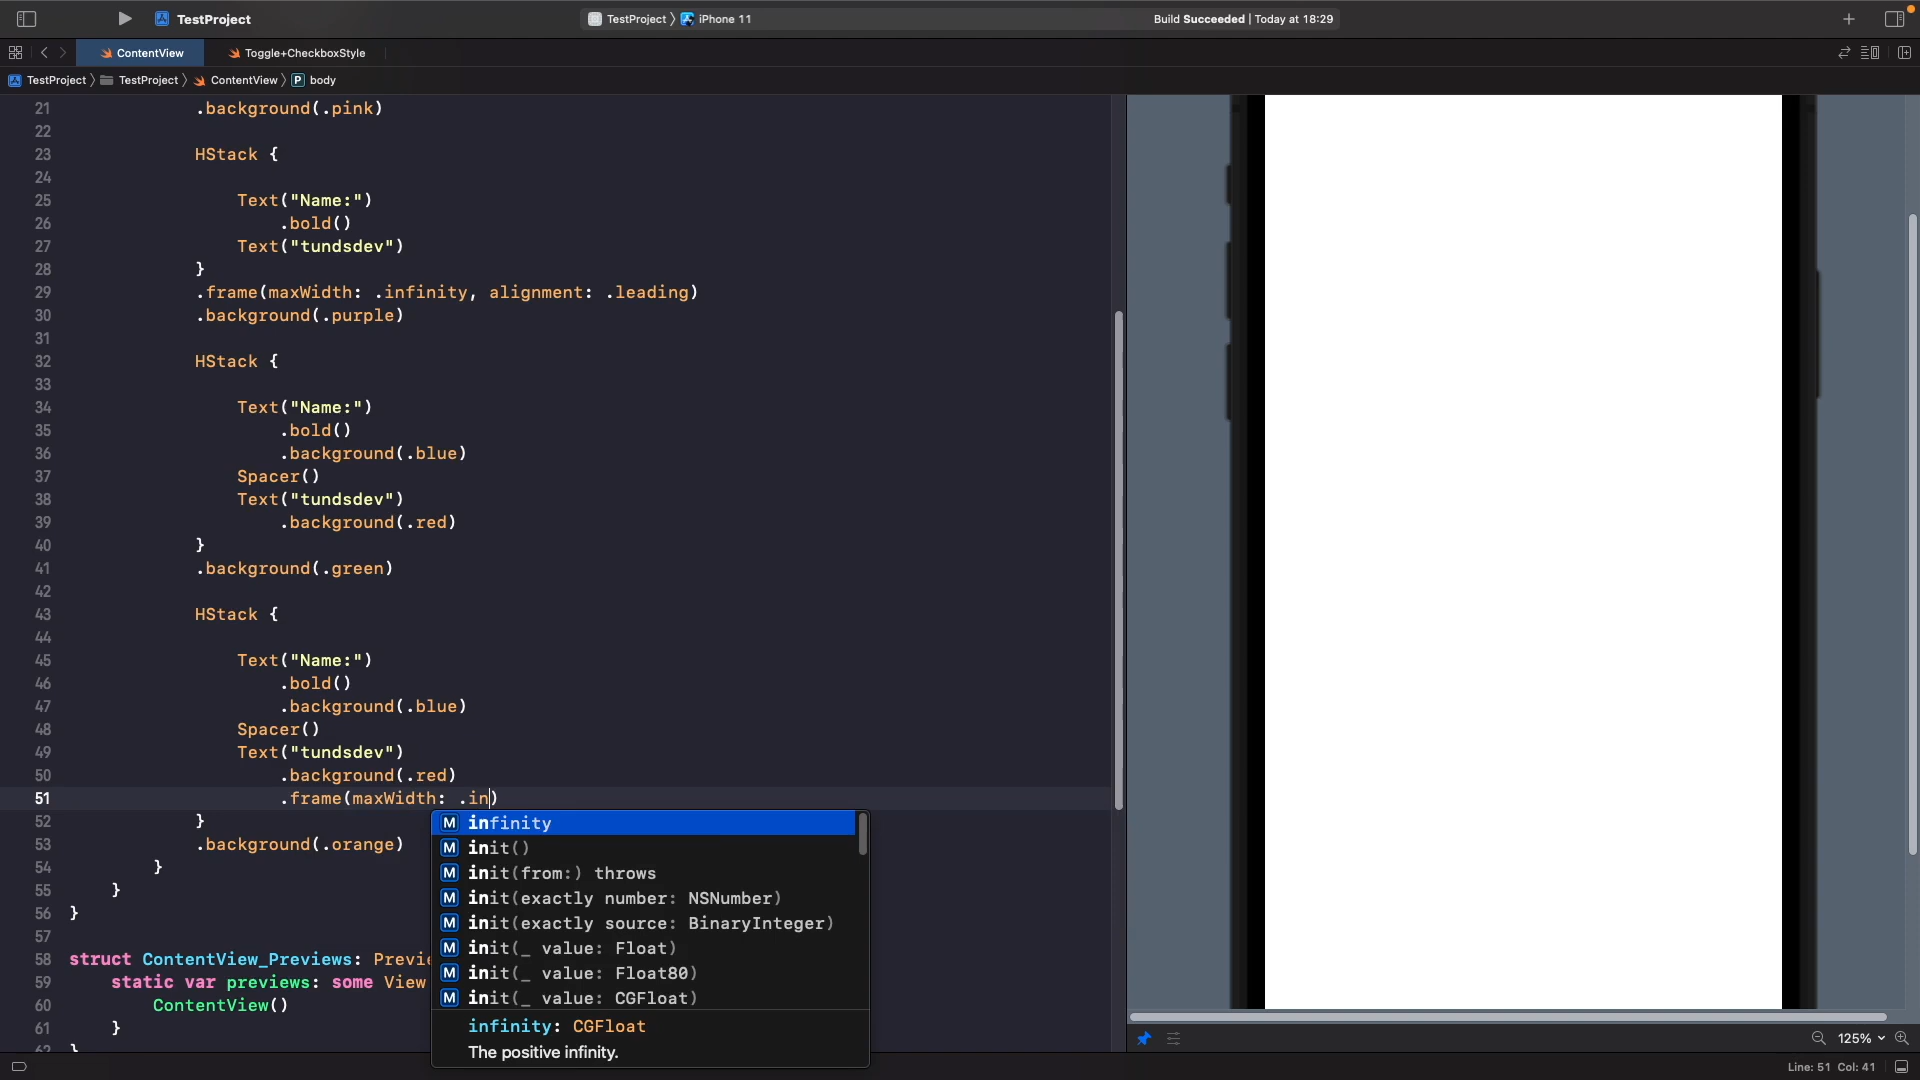 TestProject
TestProject 〉 iPhone 11
Build Succeeded | Today at 18:29
ContentView
Toggle+CheckboxStyle
TestProject 〉 TestProject 〉 ContentView 〉 P body
21 .background(.pink)
22
23 HStack {
24
25 Text("Name:")
26 .bold()
27 Text("tundsdev")
28 }
29 .frame(maxWidth: .infinity, alignment: .leading)
30 .background(.purple)
31
32 HStack {
33
34 Text("Name:")
35 .bold()
36 .background(.blue)
37 Spacer()
38 Text("tundsdev")
39 .background(.red)
40 }
41 .background(.green)
42
43 HStack {
44
45 Text("Name:")
46 .bold()
47 .background(.blue)
48 Spacer()
49 Text("tundsdev")
50 .background(.red)
51 .frame(maxWidth: .in)
52 }
53 .background(.orange)
54 }
55 }
56 }
57
58 struct ContentView_Previews: Previe
59 static var previews: some View
60 ContentView()
61 }
62 }
M infinity
M init()
M init(from:) throws
M init(exactly number: NSNumber)
M init(exactly source: BinaryInteger)
M init(_ value: Float)
M init(_ value: Float80)
M init(_ value: CGFloat)
infinity: CGFloat
The positive infinity.
125%
Line: 51 Col: 41